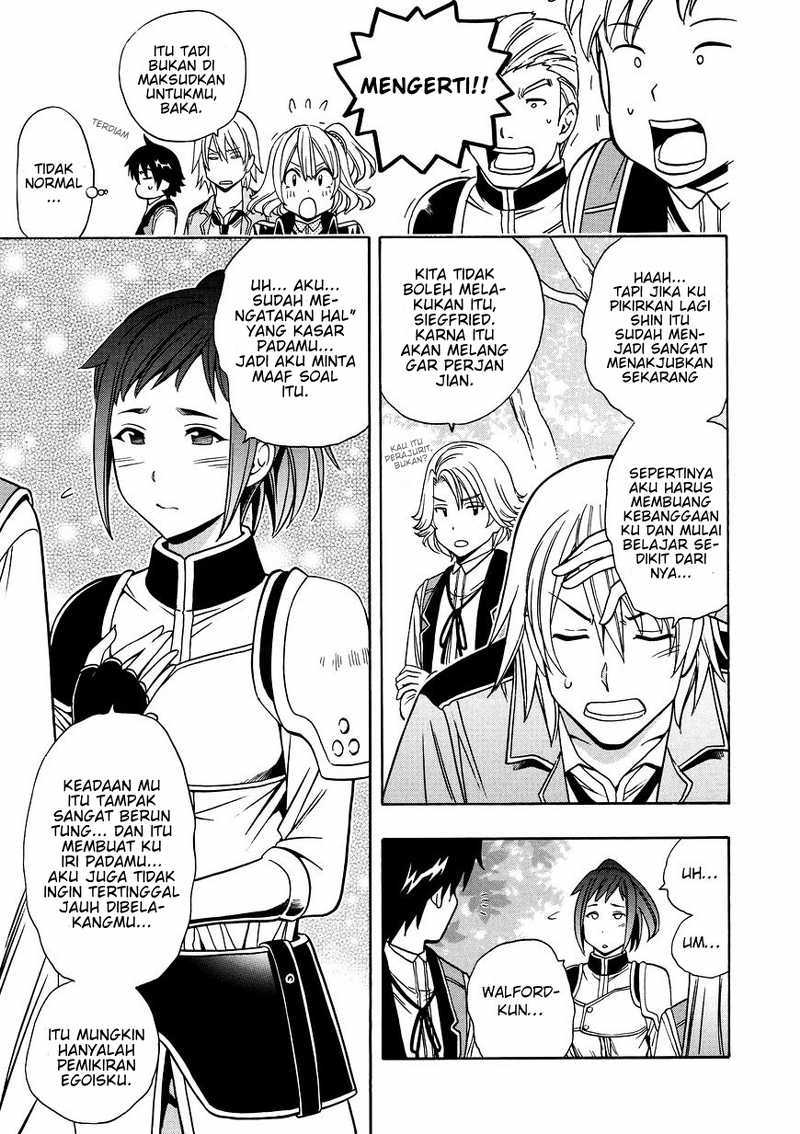 MENGERTI!!
ITU TADI
BUKAN DI
MAKSUDKAN
UNTUKMU,
BAKA.
TERDIAM
TIDAK
NORMAL
...
HAAH...
TAPI JIKA KU
PIKIRKAN LAGI
SHIN ITU
SUDAH MEN-
JADI SANGAT
MENAKJUBKAN
SEKARANG
SEPERTINYA
AKU HARUS
MEMBUANG
KEBANGGAAN
KU DAN MULAI
BELAJAR SE-
DIKIT DARI
NYA...
KITA TIDAK
BOLEH MELA-
KUKAN ITU,
SIEGFRIED.
KARNA ITU
AKAN MELANG
GAR PERJAN
JIAN.
KAU ITU
PERAJURIT,
BUKAN?
UH...
UM...
WALFORD-
KUN...
UH... AKU...
SUDAH ME-
NGATAKAN HAL"
YANG KASAR
PADAMU...
JADI AKU MINTA
MAAF SOAL
ITU.
KEADAAN MU
ITU TAMPAK
SANGAT BERUN
TUNG... DAN ITU
MEMBUAT KU
IRI PADAMU...
AKU JUGA TIDAK
INGIN TERTINGGAL
JAUH DIBELA-
KANGMU...
ITU MUNGKIN
HANYALAH
PEMIKIRAN
EGOISKU.